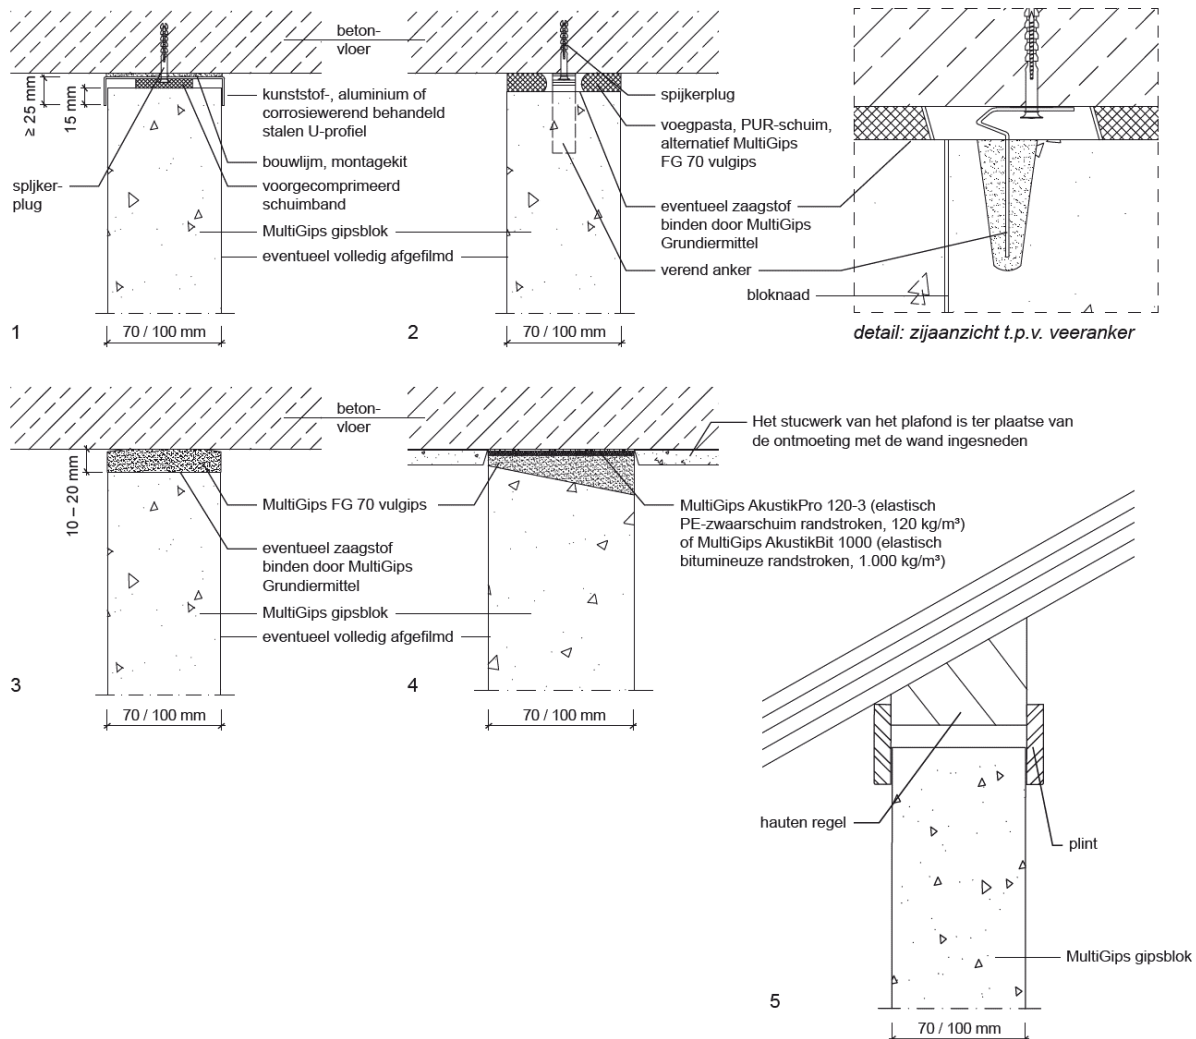 beton-
vloer
≥ 25 mm
15 mm
kunststof-, aluminium of
corrosiewerend behandeld
stalen U-profiel
bouwlijm, montagekit
spIjker-
plug
voorgecomprimeerd
schuimband
MultiGips gipsblok
eventueel volledig afgefilmd
1
70 / 100 mm
2
70 / 100 mm
spijkerplug
voegpasta, PUR-schuim,
alternatief MultiGips
FG 70 vulgips
eventueel zaagstof
binden door MultiGips
Grundiermittel
verend anker
bloknaad
detail: zijaanzicht t.p.v. veeranker
beton-
vloer
10 – 20 mm
MultiGips FG 70 vulgips
eventueel zaagstof
binden door MultiGips
Grundiermittel
MultiGips gipsblok
eventueel volledig afgefilmd
3
70 / 100 mm
4
70 / 100 mm
Het stucwerk van het plafond is ter plaatse van
de ontmoeting met de wand ingesneden
MultiGips AkustikPro 120-3 (elastisch
PE-zwaarschuim randstroken, 120 kg/m³)
of MultiGips AkustikBit 1000 (elastisch
bitumineuze randstroken, 1.000 kg/m³)
hauten regel
plint
MultiGips gipsblok
5
70 / 100 mm